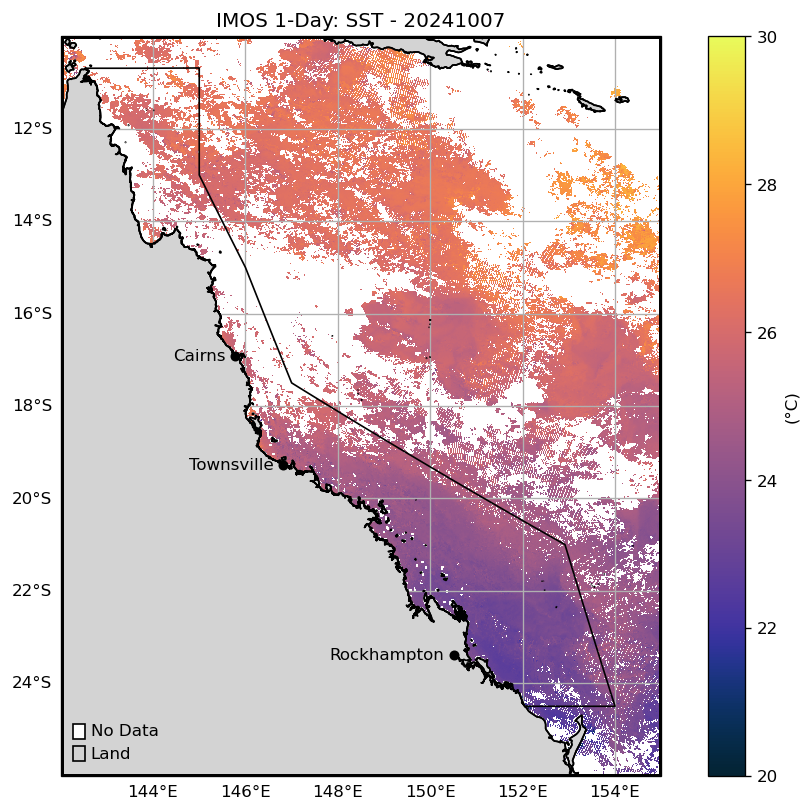 IMOS 1-Day: SST - 20241007
12°S
14°S
16°S
18°S
20°S
22°S
24°S
Cairns
Townsville
Rockhampton
No Data
Land
144°E 146°E 148°E 150°E 152°E 154°E
30
28
26
24
22
20
(°C)